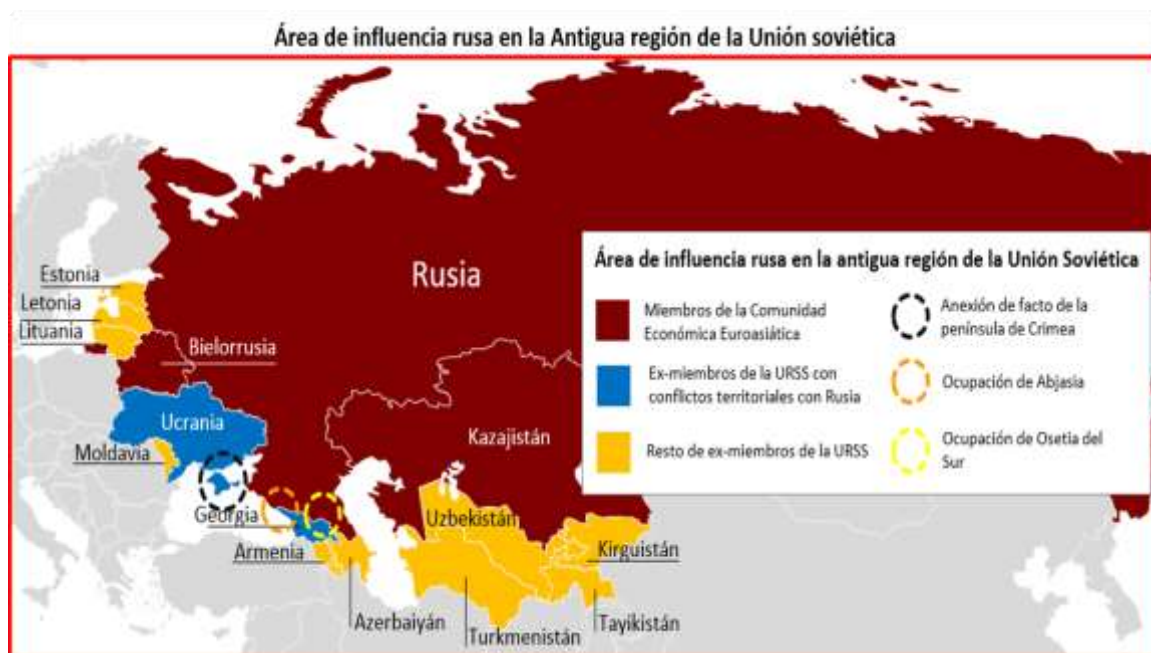 Área de influencia rusa en la Antigua región de la Unión soviética
Rusia
Estonia
Letonia
Lituania
Bielorrusia
Ucrania
Moldavia
Kazajistán
Georgia
Uzbekistán
Armenia
Kirguistán
Azerbaiyán
Turkmenistán
Tayikistán
Área de influencia rusa en la antigua región de la Unión Soviética
Miembros de la Comunidad
Económica Euroasiática
Ex-miembros de la URSS con
conflictos territoriales con Rusia
Resto de ex-miembros de la URSS
Anexión de facto de la
península de Crimea
Ocupación de Abjasia
Ocupación de Osetia del
Sur